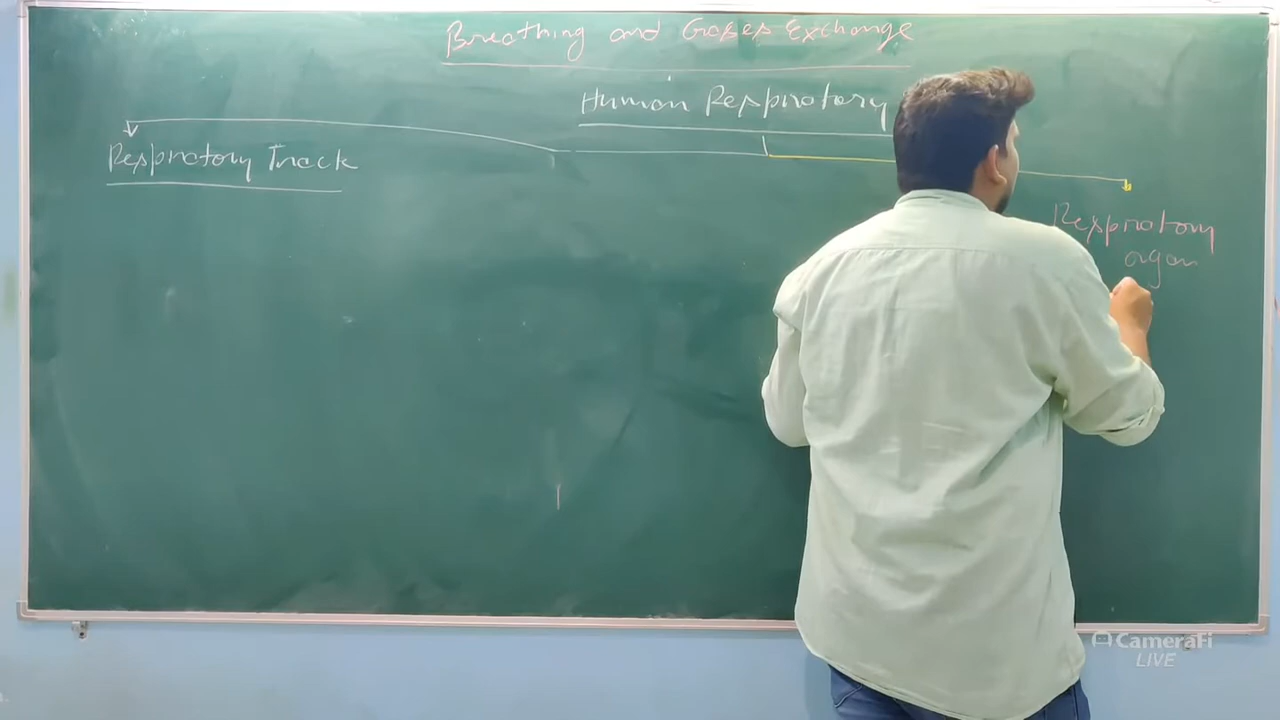 Breathing and Gases Exchange
Human Respiratory
Respiratory Track
Respiratory
organ
CameraFi
LIVE